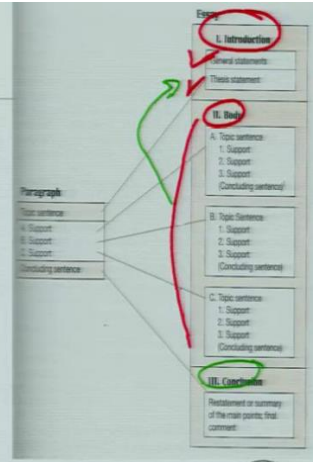 Essay
I. Introduction
General statements
Thesis statement
II. Body
A. Topic sentence
1. Support
2. Support
3. Support
(Concluding sentence)
B. Topic Sentence
1. Support
2. Support
3. Support
(Concluding sentence)
C. Topic sentence
1. Support
2. Support
3. Support
(Concluding sentence)
III. Conclusion
Restatement or summary
of the main points; final
comment
Paragraph
Topic sentence
A. Support
B. Support
C. Support
Concluding sentence